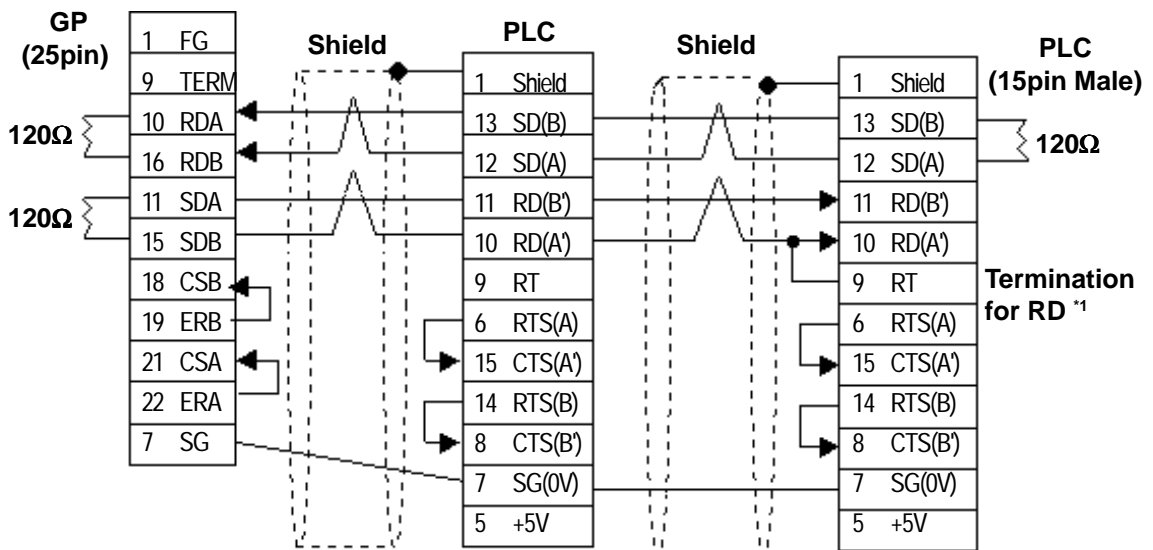 GP
(25pin)
1 FG
9 TERM
10 RDA
16 RDB
11 SDA
15 SDB
18 CSB
19 ERB
21 CSA
22 ERA
7 SG
120Ω
120Ω
Shield
PLC
1 Shield
13 SD(B)
12 SD(A)
11 RD(B')
10 RD(A')
9 RT
6 RTS(A)
15 CTS(A')
14 RTS(B)
8 CTS(B')
7 SG(0V)
5 +5V
Shield
PLC
(15pin Male)
1 Shield
13 SD(B)
12 SD(A)
11 RD(B')
10 RD(A')
9 RT
6 RTS(A)
15 CTS(A')
14 RTS(B)
8 CTS(B')
7 SG(0V)
5 +5V
120Ω
Termination
for RD *1